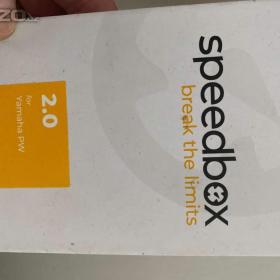 speedbox
break the limits
2.0
for
Yamaha PW